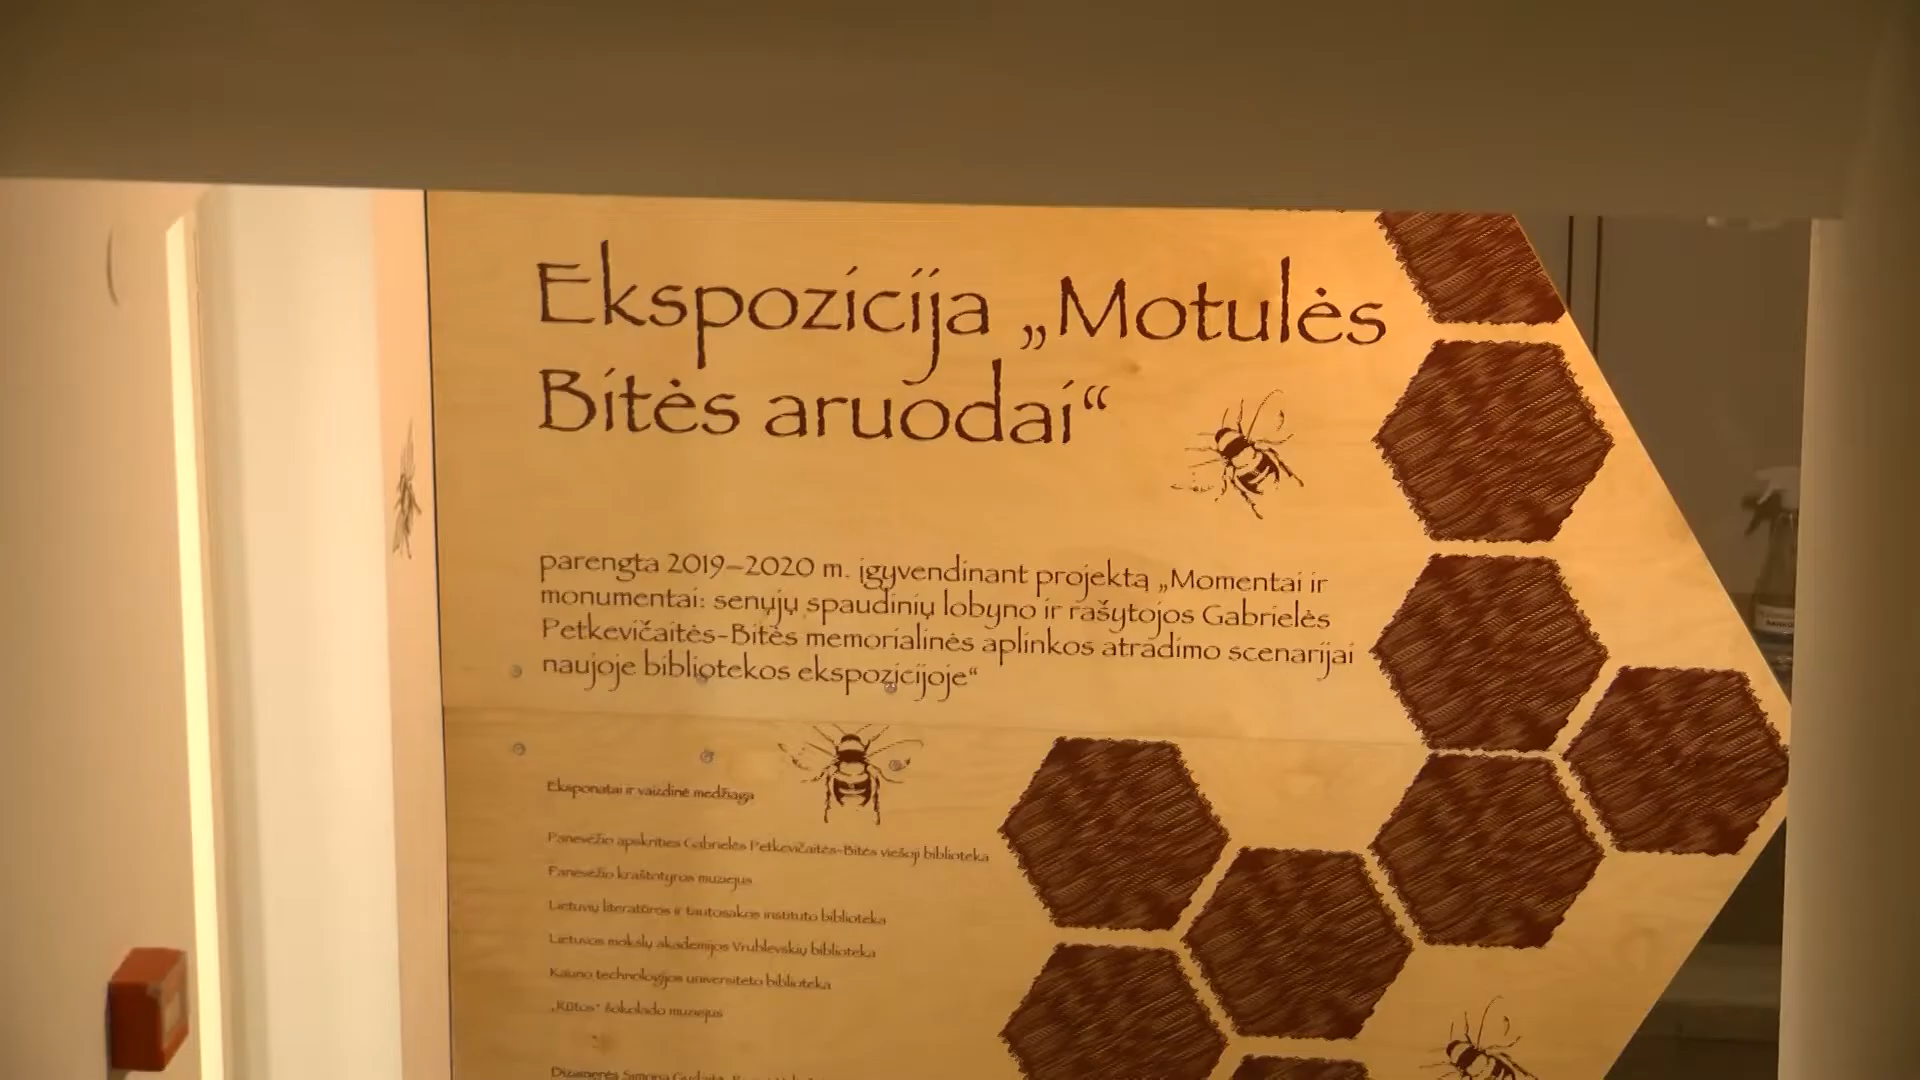 Ekspozicija „Motulės
Bitės aruodai“
parengta 2019–2020 m. įgyvendinant projektą „Momentai ir
monumentai: senųjų spaudinių lobyno ir rašytojos Gabrielės
Petkevičaitės-Bitės memorialinės aplinkos atradimo scenarijai
naujoje bibliotekos ekspozicijoje“
Eksponatai ir vaizdinė medžiaga
Panevėžio apskrities Gabrielės Petkevičaitės-Bitės viešoji biblioteka
Panevėžio kraštotyros muziejus
Lietuvių literatūros ir tautosakos instituto biblioteka
Lietuvos mokslų akademijos Vrublevskių biblioteka
Kauno technologijos universiteto biblioteka
„Rūtos“ šokolado muziejus